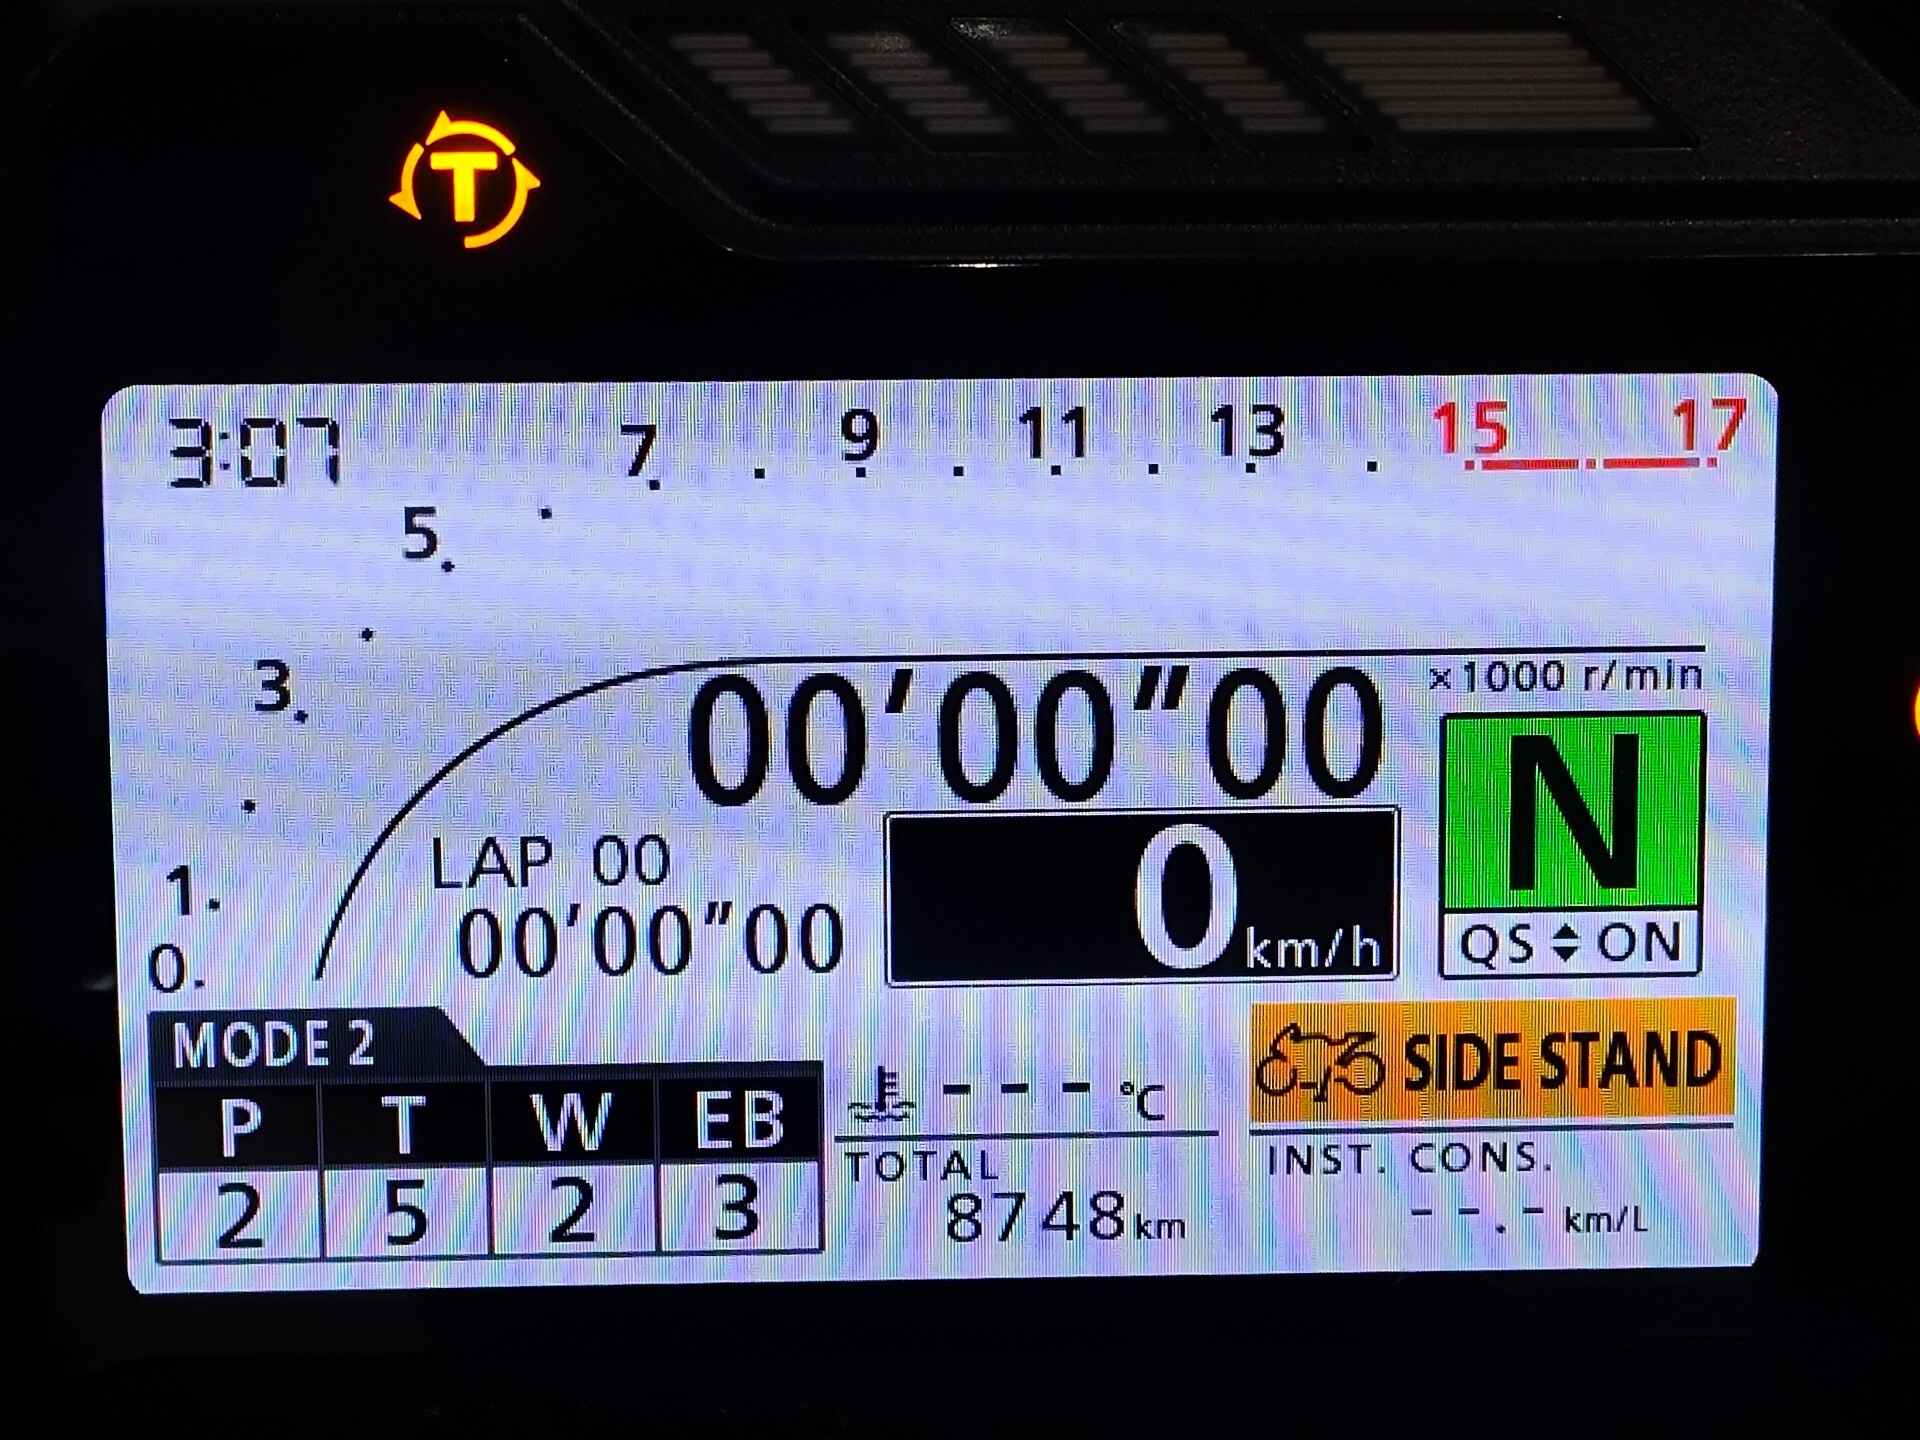 T
3:07
7 9 11 13 15 17
5
3
1
0
00'00"00
×1000 r/min
N
LAP 00
00'00"00
0 km/h
QS ON
MODE 2
P T W EB
2 5 2 3
--- °C
SIDE STAND
TOTAL
8748 km
INST. CONS.
--.- km/L